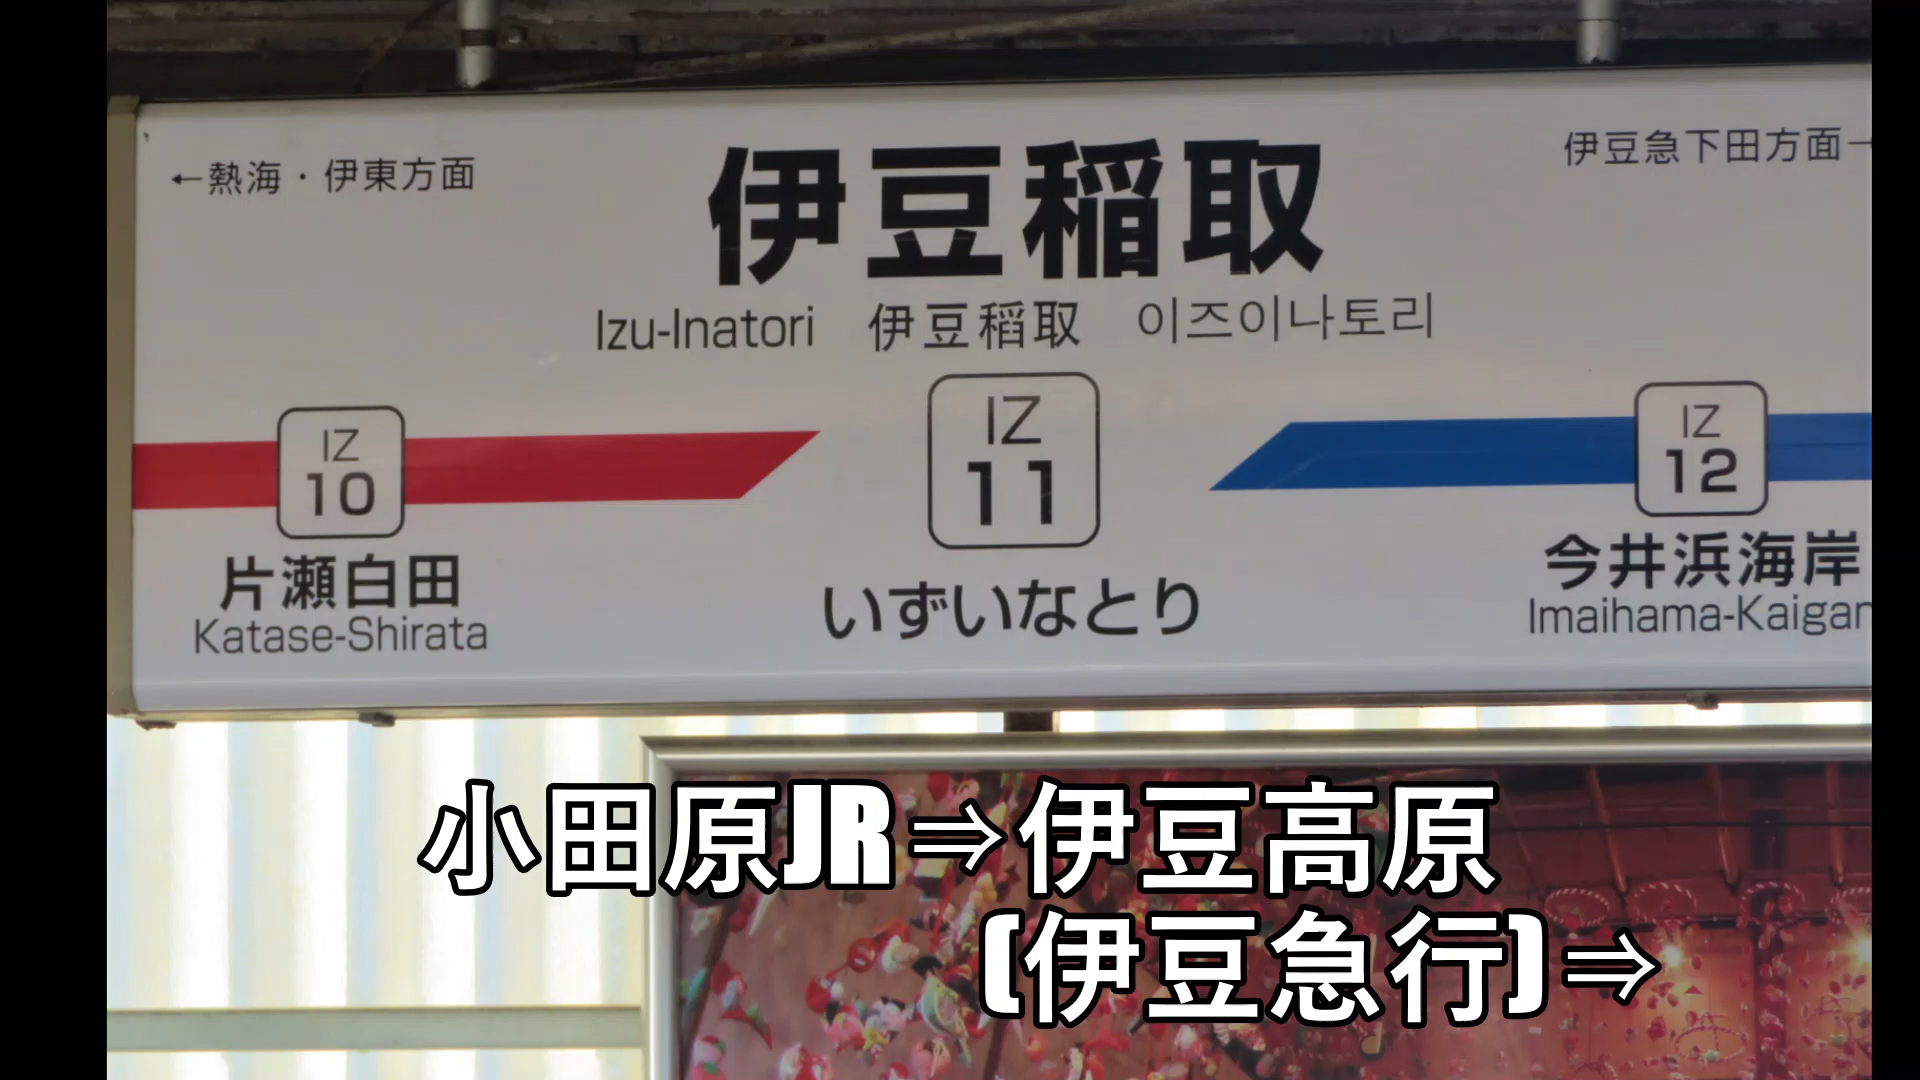 ←熱海・伊東方面
伊豆急下田方面→
伊豆稲取
Izu-Inatori 伊豆稻取 이즈이나토리
IZ
10
IZ
11
IZ
12
片瀬白田
Katase-Shirata
いずいなとり
今井浜海岸
Imaihama-Kaigan
小田原JR⇒伊豆高原
(伊豆急行)⇒